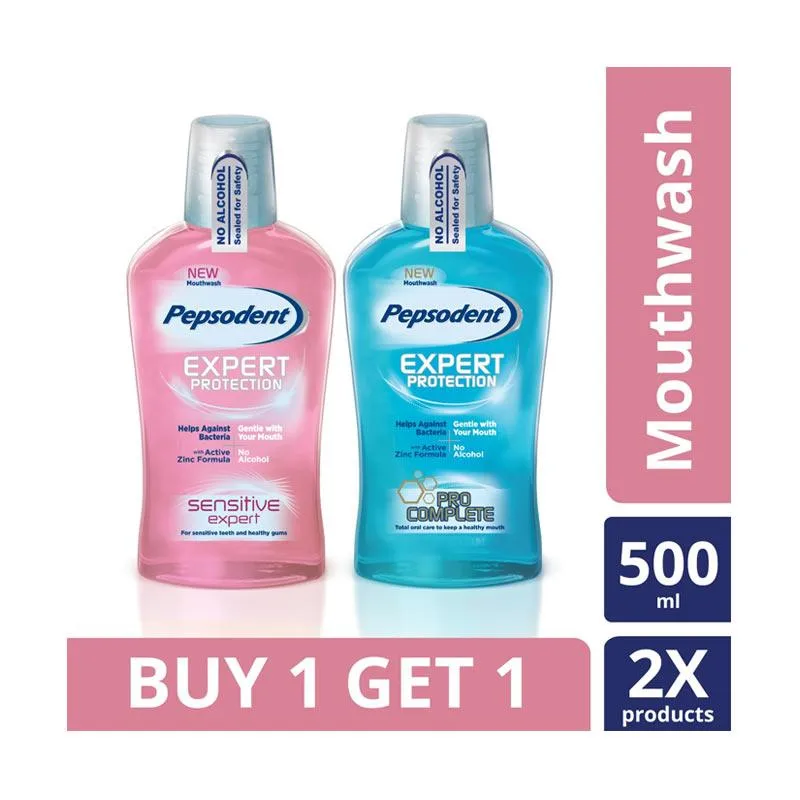 NO ALCOHOL
Sealed for Safety
NEW
Mouthwash
Pepsodent
EXPERT
PROTECTION
Helps Against
Bacteria
Gentle with
Your Mouth
with Active
Zinc Formula
No
Alcohol
sensitive
expert
For sensitive teeth and healthy gums
NO ALCOHOL
Sealed for Safety
NEW
Mouthwash
Pepsodent
EXPERT
PROTECTION
Helps Against
Bacteria
Gentle with
Your Mouth
with Active
Zinc Formula
No
Alcohol
PRO
COMPLETE
Total oral care to keep a healthy mouth
Mouthwash
500
ml
BUY 1 GET 1
2X
products